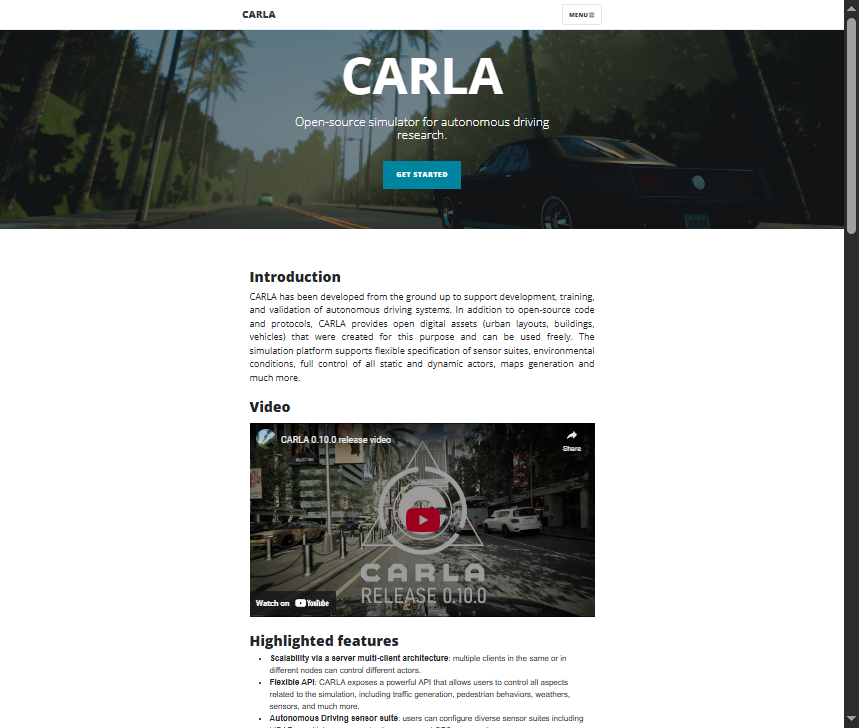 CARLA
MENU
CARLA
Open-source simulator for autonomous driving
research.
GET STARTED
Introduction
CARLA has been developed from the ground up to support development, training,
and validation of autonomous driving systems. In addition to open-source code
and protocols, CARLA provides open digital assets (urban layouts, buildings,
vehicles) that were created for this purpose and can be used freely. The
simulation platform supports flexible specification of sensor suites, environmental
conditions, full control of all static and dynamic actors, maps generation and
much more.
Video
CARLA 0.10.0 release video
Share
CARLA
RELEASE 0.10.0
Watch on YouTube
Highlighted features
Scalability via a server multi-client architecture: multiple clients in the same or in
different nodes can control different actors.
Flexible API: CARLA exposes a powerful API that allows users to control all aspects
related to the simulation, including traffic generation, pedestrian behaviors, weathers,
sensors, and much more.
Autonomous Driving sensor suite: users can configure diverse sensor suites including